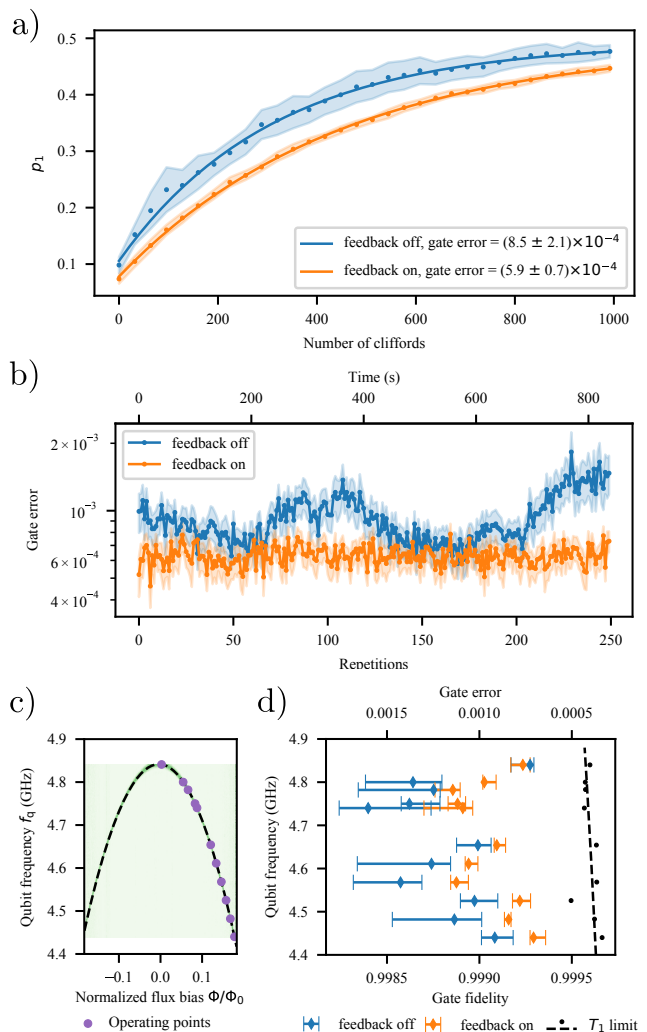 a)
0.5
0.4
0.3
0.2
0.1
p1
feedback off, gate error = (8.5 ± 2.1)×10−4
feedback on, gate error = (5.9 ± 0.7)×10−4
0 200 400 600 800 1000
Number of cliffords
b)
Time (s)
0 200 400 600 800
2 × 10−3
10−3
6 × 10−4
4 × 10−4
Gate error
feedback off
feedback on
0 50 100 150 200 250
Repetitions
c)
4.9
4.8
4.7
4.6
4.5
4.4
Qubit frequency fq (GHz)
−0.1 0.0 0.1
Normalized flux bias Φ/Φ0
Operating points
d)
Gate error
0.0015 0.0010 0.0005
4.9
4.8
4.7
4.6
4.5
4.4
Qubit frequency (GHz)
0.9985 0.9990 0.9995
Gate fidelity
feedback off feedback on T1 limit